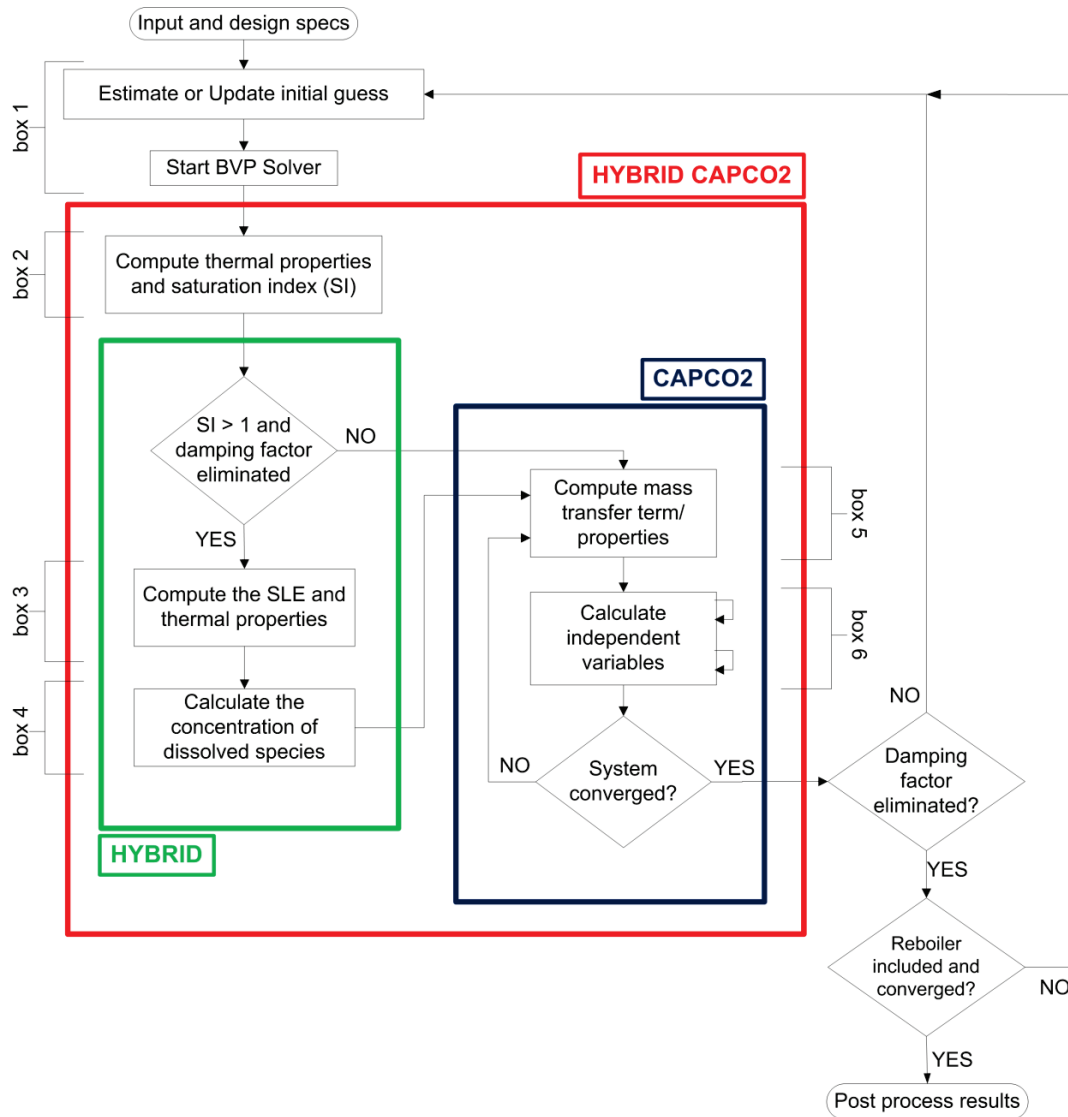 Input and design specs
box 1
Estimate or Update initial guess
Start BVP Solver
HYBRID CAPCO2
box 2
Compute thermal properties
and saturation index (SI)
CAPCO2
SI > 1 and
damping factor
eliminated
NO
YES
Compute mass
transfer term/
properties
box 5
box 3
Compute the SLE and
thermal properties
Calculate
independent
variables
box 6
box 4
Calculate the
concentration of
dissolved species
NO
System
converged?
YES
NO
Damping
factor
eliminated?
HYBRID
YES
Reboiler
included and
converged?
NO
YES
Post process results